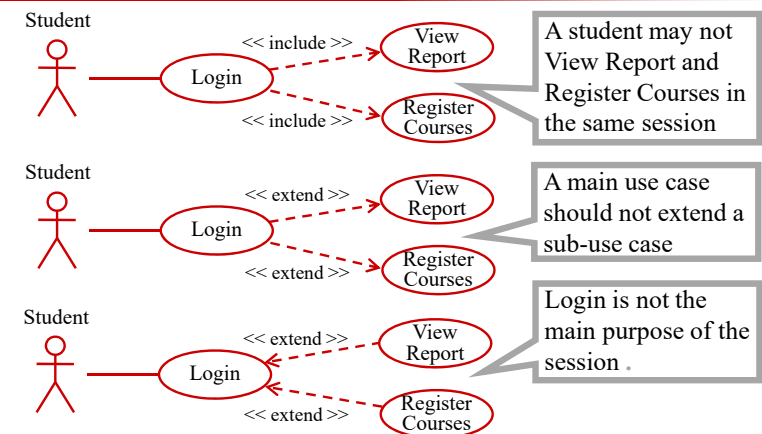 Student
<< include >>
View
Report
Login
<< include >>
Register
Courses
A student may not
View Report and
Register Courses in
the same session
Student
<< extend >>
View
Report
Login
<< extend >>
Register
Courses
A main use case
should not extend a
sub-use case
Student
<< extend >>
View
Report
Login
<< extend >>
Register
Courses
Login is not the
main purpose of the
session .